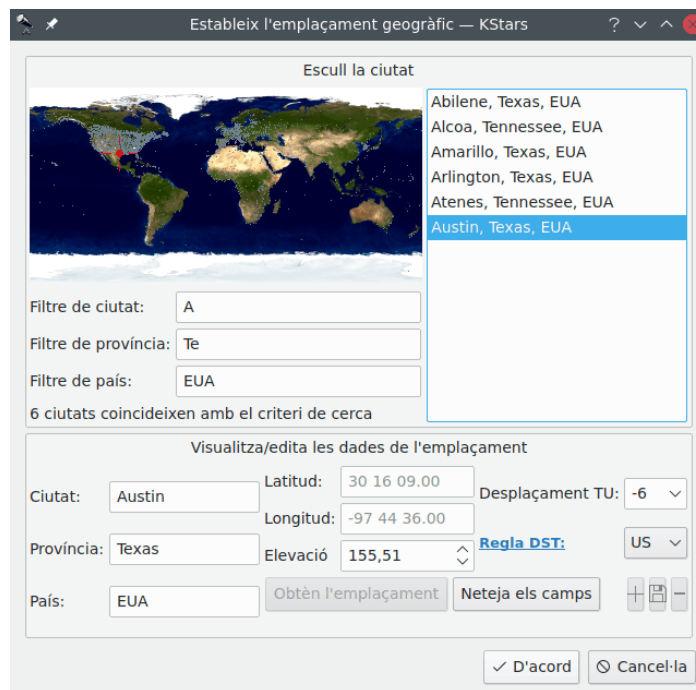 Estableix l'emplaçament geogràfic — KStars
Escull la ciutat
Abilene, Texas, EUA
Alcoa, Tennessee, EUA
Amarillo, Texas, EUA
Arlington, Texas, EUA
Atenes, Tennessee, EUA
Austin, Texas, EUA
Filtre de ciutat: A
Filtre de província: Te
Filtre de país: EUA
6 ciutats coincideixen amb el criteri de cerca
Visualitza/edita les dades de l'emplaçament
Ciutat: Austin
Província: Texas
País: EUA
Latitud: 30 16 09.00
Longitud: -97 44 36.00
Elevació 155,51
Desplaçament TU: -6
Regla DST: US
Obtèn l'emplaçament
Neteja els camps
D'acord
Cancel·la